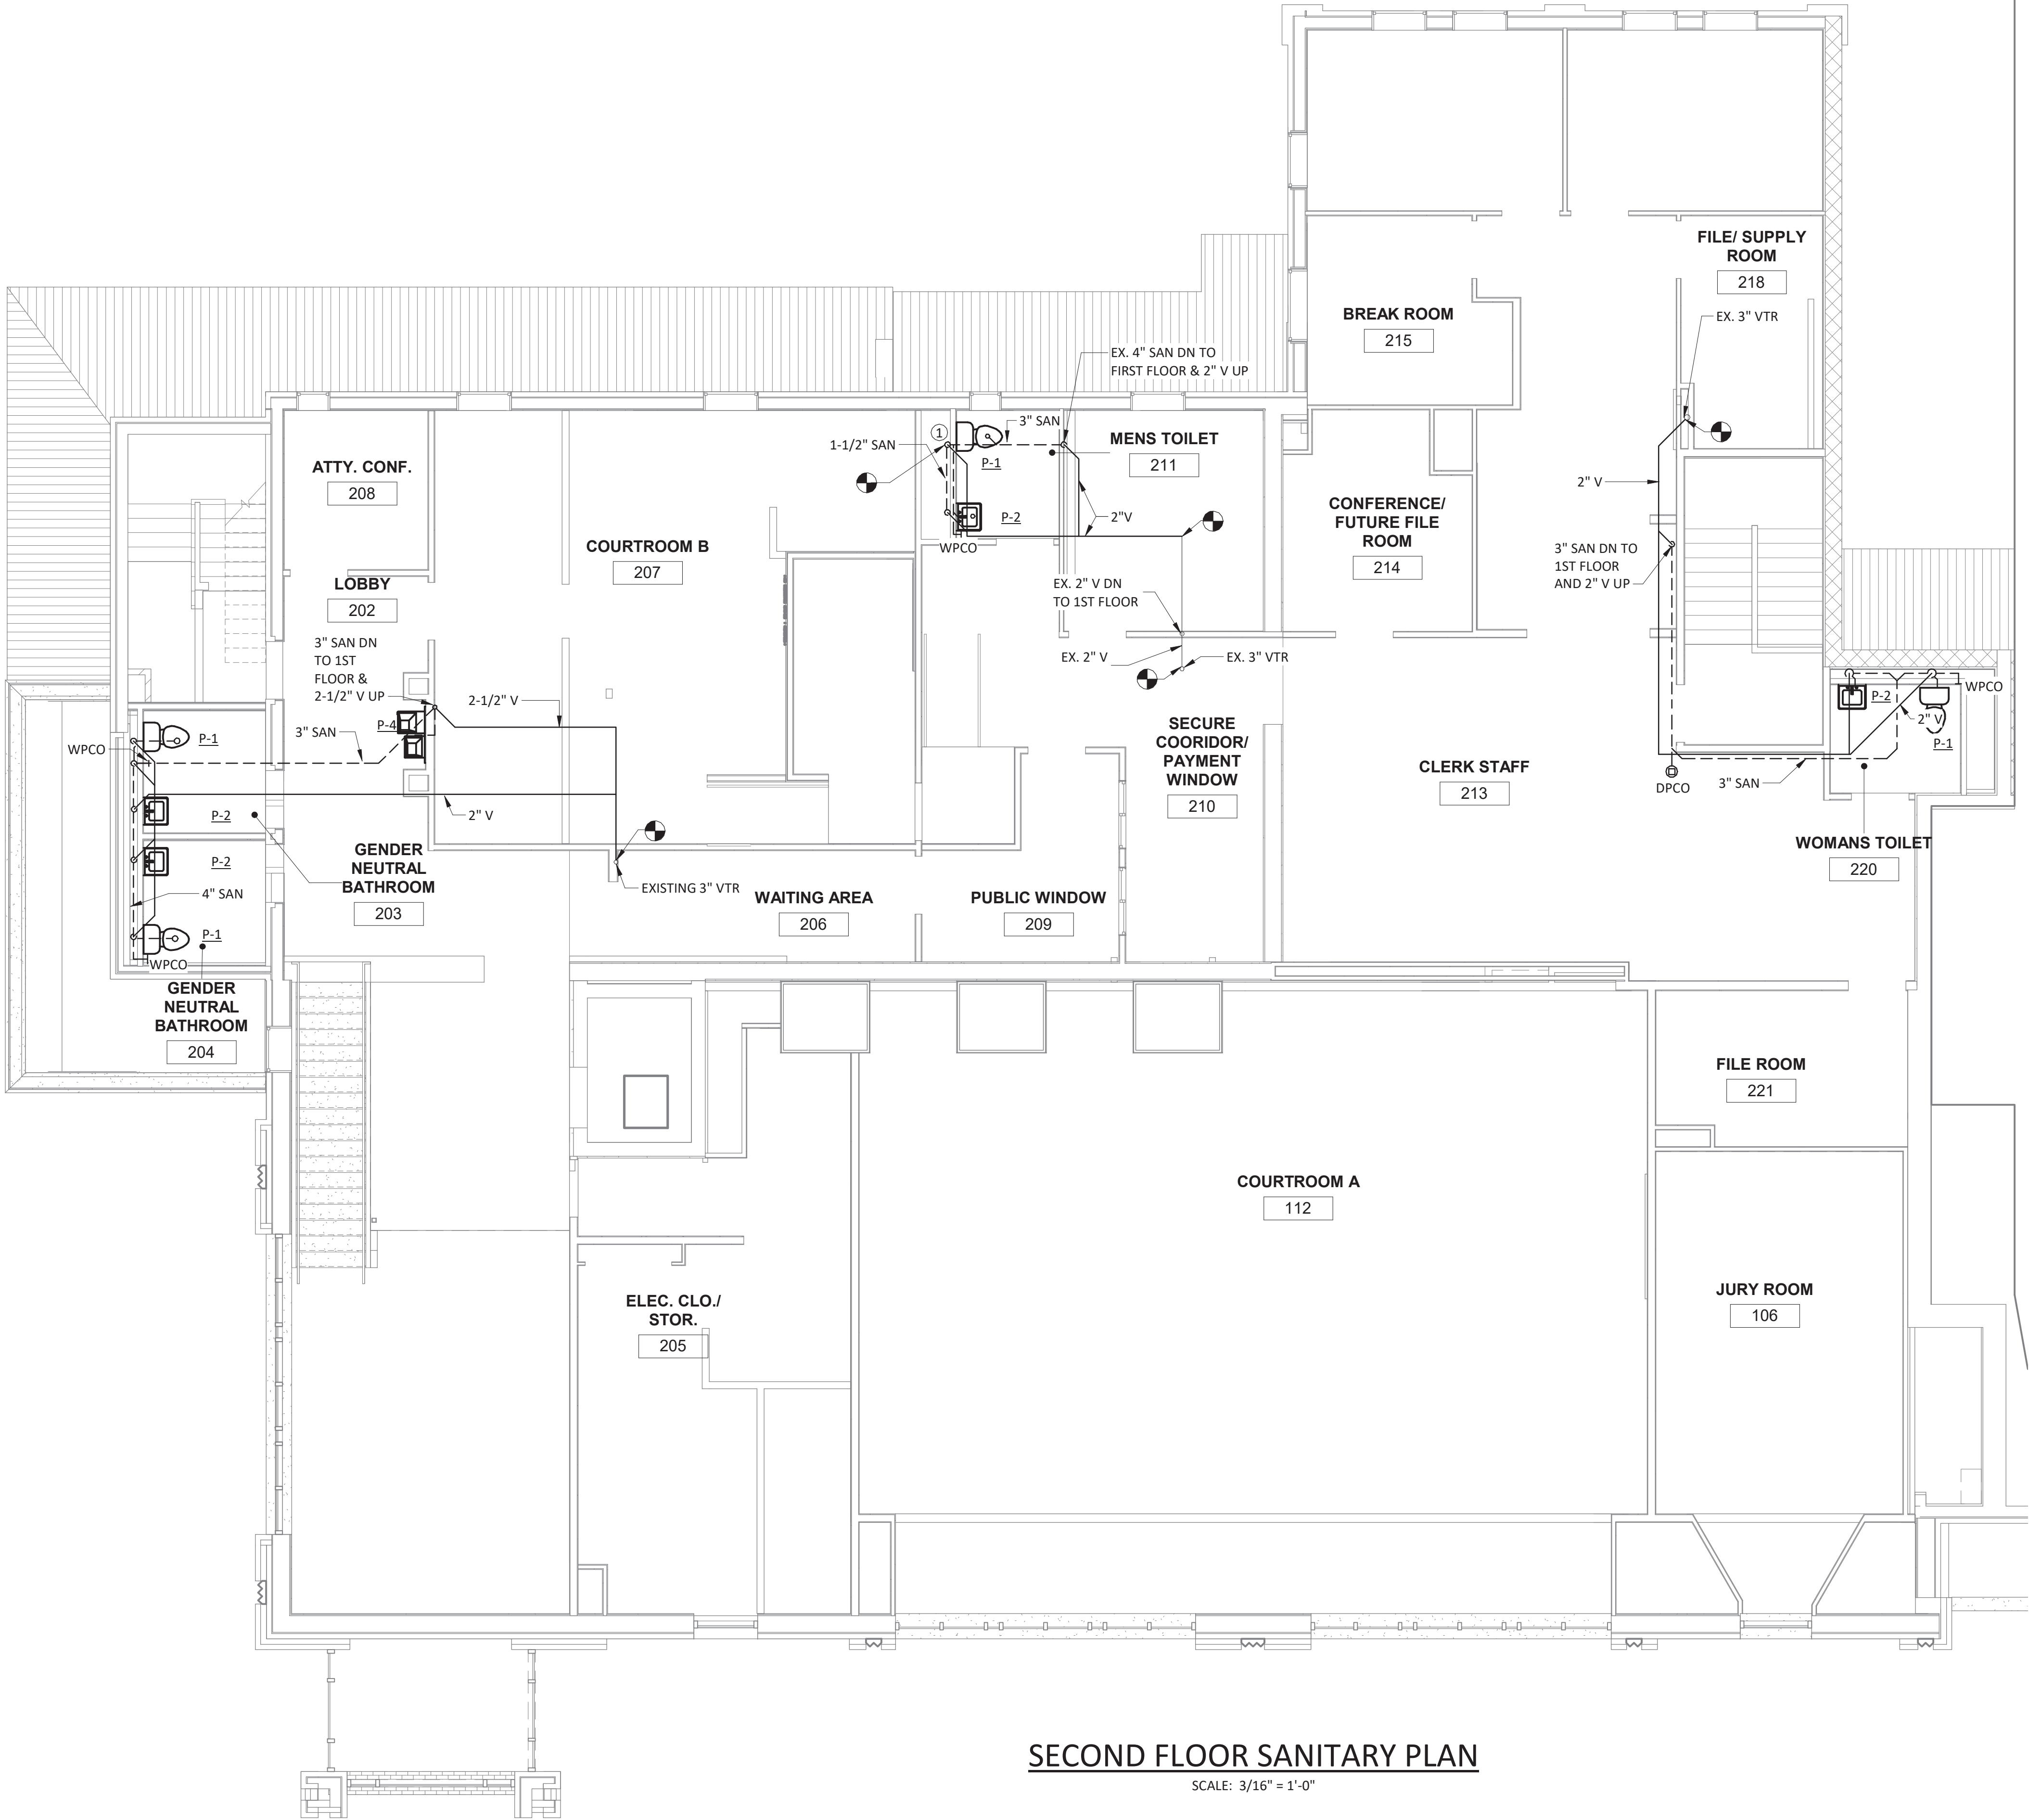 FILE/ SUPPLY
ROOM
218
EX. 3" VTR
BREAK ROOM
215
EX. 4" SAN DN TO
FIRST FLOOR & 2" V UP
3" SAN
1
1-1/2" SAN
P-1
MENS TOILET
211
P-2
2"V
WPCO
ATTY. CONF.
208
COURTROOM B
207
CONFERENCE/
FUTURE FILE
ROOM
214
2" V
3" SAN DN TO
1ST FLOOR
AND 2" V UP
LOBBY
202
EX. 2" V DN
TO 1ST FLOOR
EX. 2" V
EX. 3" VTR
3" SAN DN
TO 1ST
FLOOR &
2-1/2" V UP
2-1/2" V
P-4
3" SAN
P-1
WPCO
P-2
2" V
P-2
4" SAN
P-1
WPCO
GENDER
NEUTRAL
BATHROOM
203
EXISTING 3" VTR
WAITING AREA
206
PUBLIC WINDOW
209
SECURE
COORIDOR/
PAYMENT
WINDOW
210
CLERK STAFF
213
DPCO
3" SAN
P-2
WPCO
2" V
P-1
WOMANS TOILET
220
GENDER
NEUTRAL
BATHROOM
204
FILE ROOM
221
COURTROOM A
112
ELEC. CLO./
STOR.
205
JURY ROOM
106
SECOND FLOOR SANITARY PLAN
SCALE: 3/16" = 1'-0"